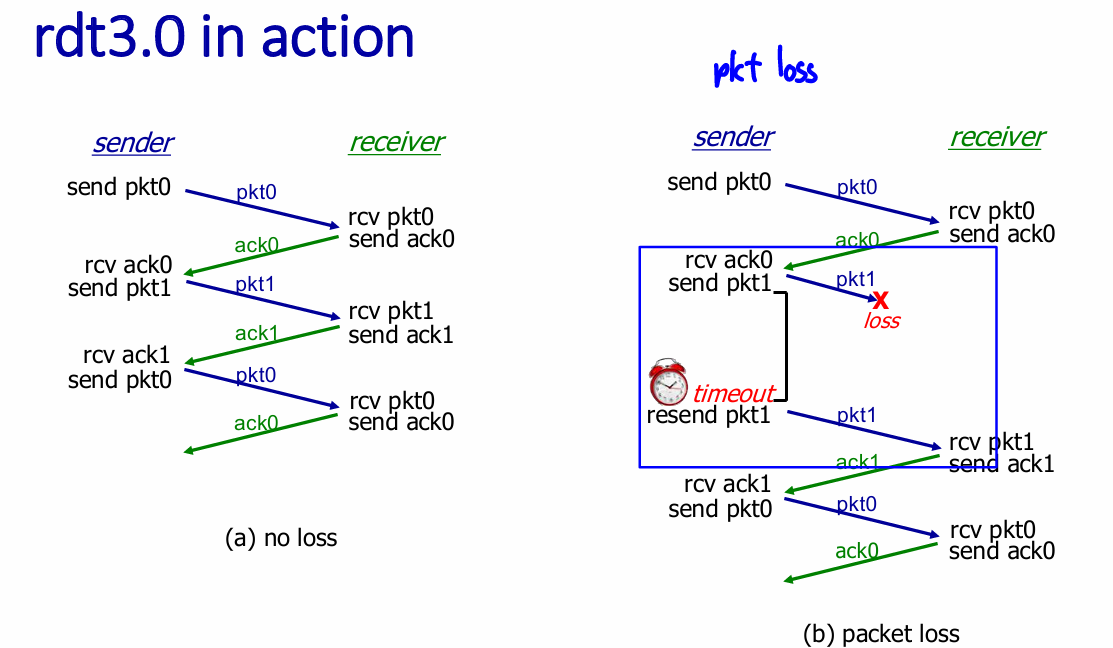 rdt3.0 in action
pkt loss
sender
receiver
send pkt0
pkt0
rcv pkt0
send ack0
ack0
rcv ack0
send pkt1
pkt1
rcv pkt1
send ack1
ack1
rcv ack1
send pkt0
pkt0
rcv pkt0
send ack0
ack0
(a) no loss
sender
receiver
send pkt0
pkt0
rcv pkt0
send ack0
ack0
rcv ack0
send pkt1
pkt1
X
loss
timeout
resend pkt1
pkt1
rcv pkt1
send ack1
ack1
rcv ack1
send pkt0
pkt0
rcv pkt0
send ack0
ack0
(b) packet loss